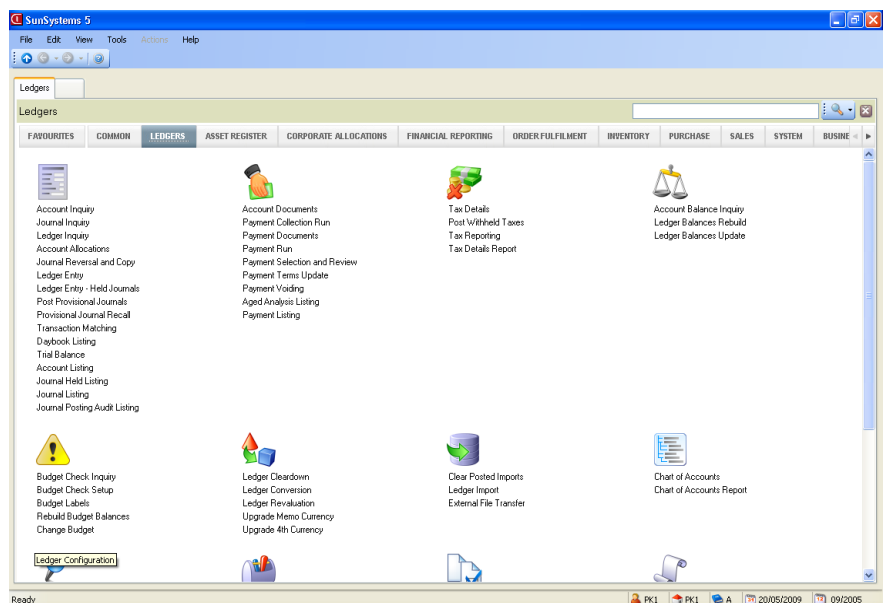 SunSystems 5
File Edit View Tools Actions Help
Ledgers
Ledgers
FAVOURITES COMMON LEDGERS ASSET REGISTER CORPORATE ALLOCATIONS FINANCIAL REPORTING ORDER FULFILMENT INVENTORY PURCHASE SALES SYSTEM BUSINE
Account Inquiry
Journal Inquiry
Ledger Inquiry
Account Allocations
Journal Reversal and Copy
Ledger Entry
Ledger Entry - Held Journals
Post Provisional Journals
Provisional Journal Recall
Transaction Matching
Daybook Listing
Trial Balance
Account Listing
Journal Held Listing
Journal Listing
Journal Posting Audit Listing
Account Documents
Payment Collection Run
Payment Documents
Payment Run
Payment Selection and Review
Payment Terms Update
Payment Voiding
Aged Analysis Listing
Payment Listing
Tax Details
Post Withheld Taxes
Tax Reporting
Tax Details Report
Account Balance Inquiry
Ledger Balances Rebuild
Ledger Balances Update
Budget Check Inquiry
Budget Check Setup
Budget Labels
Rebuild Budget Balances
Change Budget
Ledger Cleardown
Ledger Conversion
Ledger Revaluation
Upgrade Memo Currency
Upgrade 4th Currency
Clear Posted Imports
Ledger Import
External File Transfer
Chart of Accounts
Chart of Accounts Report
Ledger Configuration
Ready PK1 PK1 A 20/05/2009 09/2005